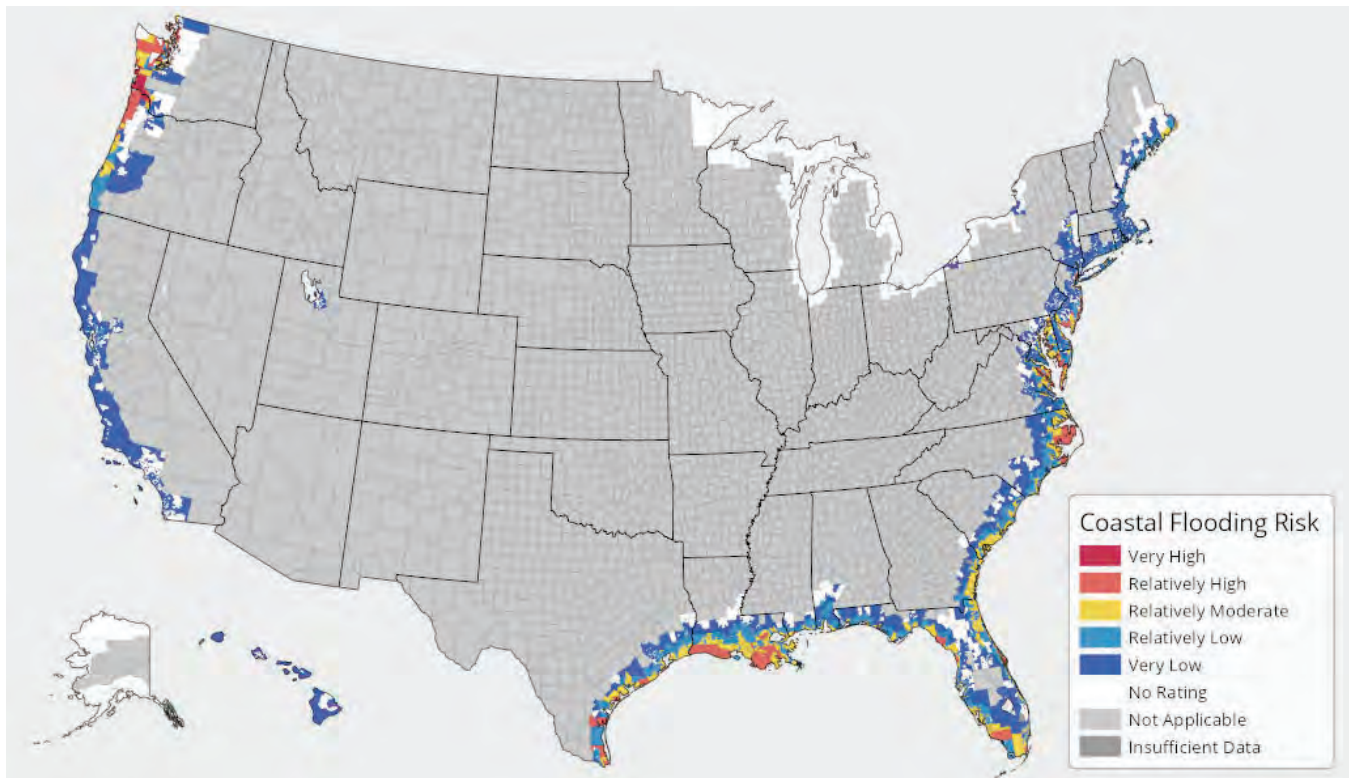 Coastal Flooding Risk
Very High
Relatively High
Relatively Moderate
Relatively Low
Very Low
No Rating
Not Applicable
Insufficient Data